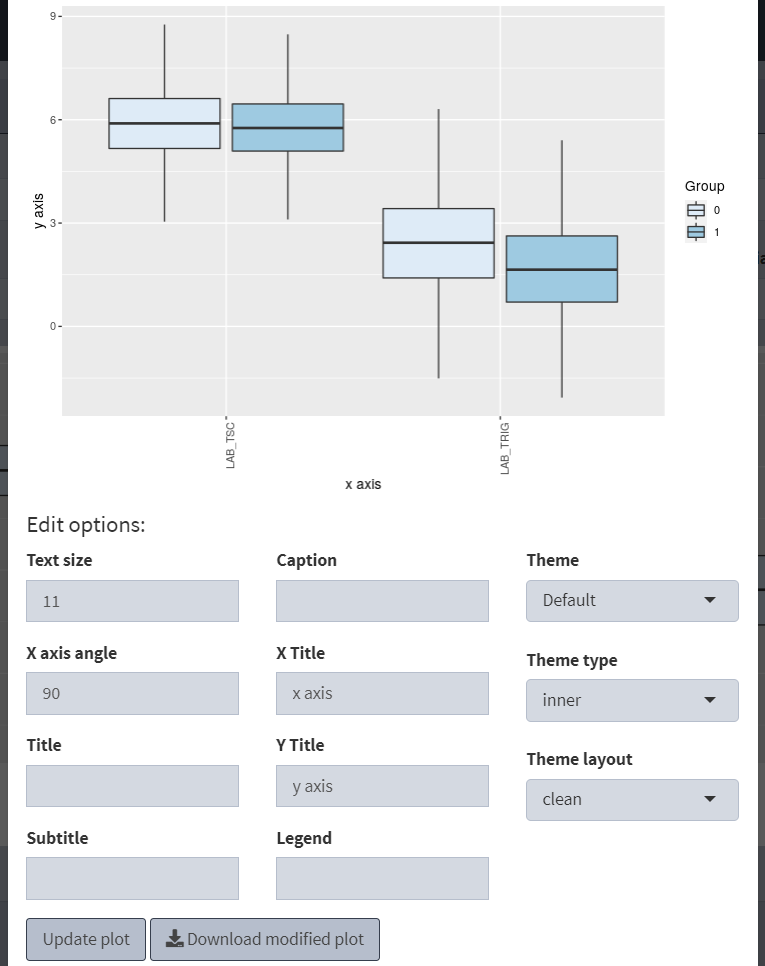 9
6
3
0
y axis
LAB_TSC
LAB_TRIG
x axis
Group
0
1
Edit options:
Text size
Caption
Theme
11
Default
X axis angle
X Title
Theme type
90
x axis
inner
Title
Y Title
Theme layout
y axis
clean
Subtitle
Legend
Update plot
Download modified plot